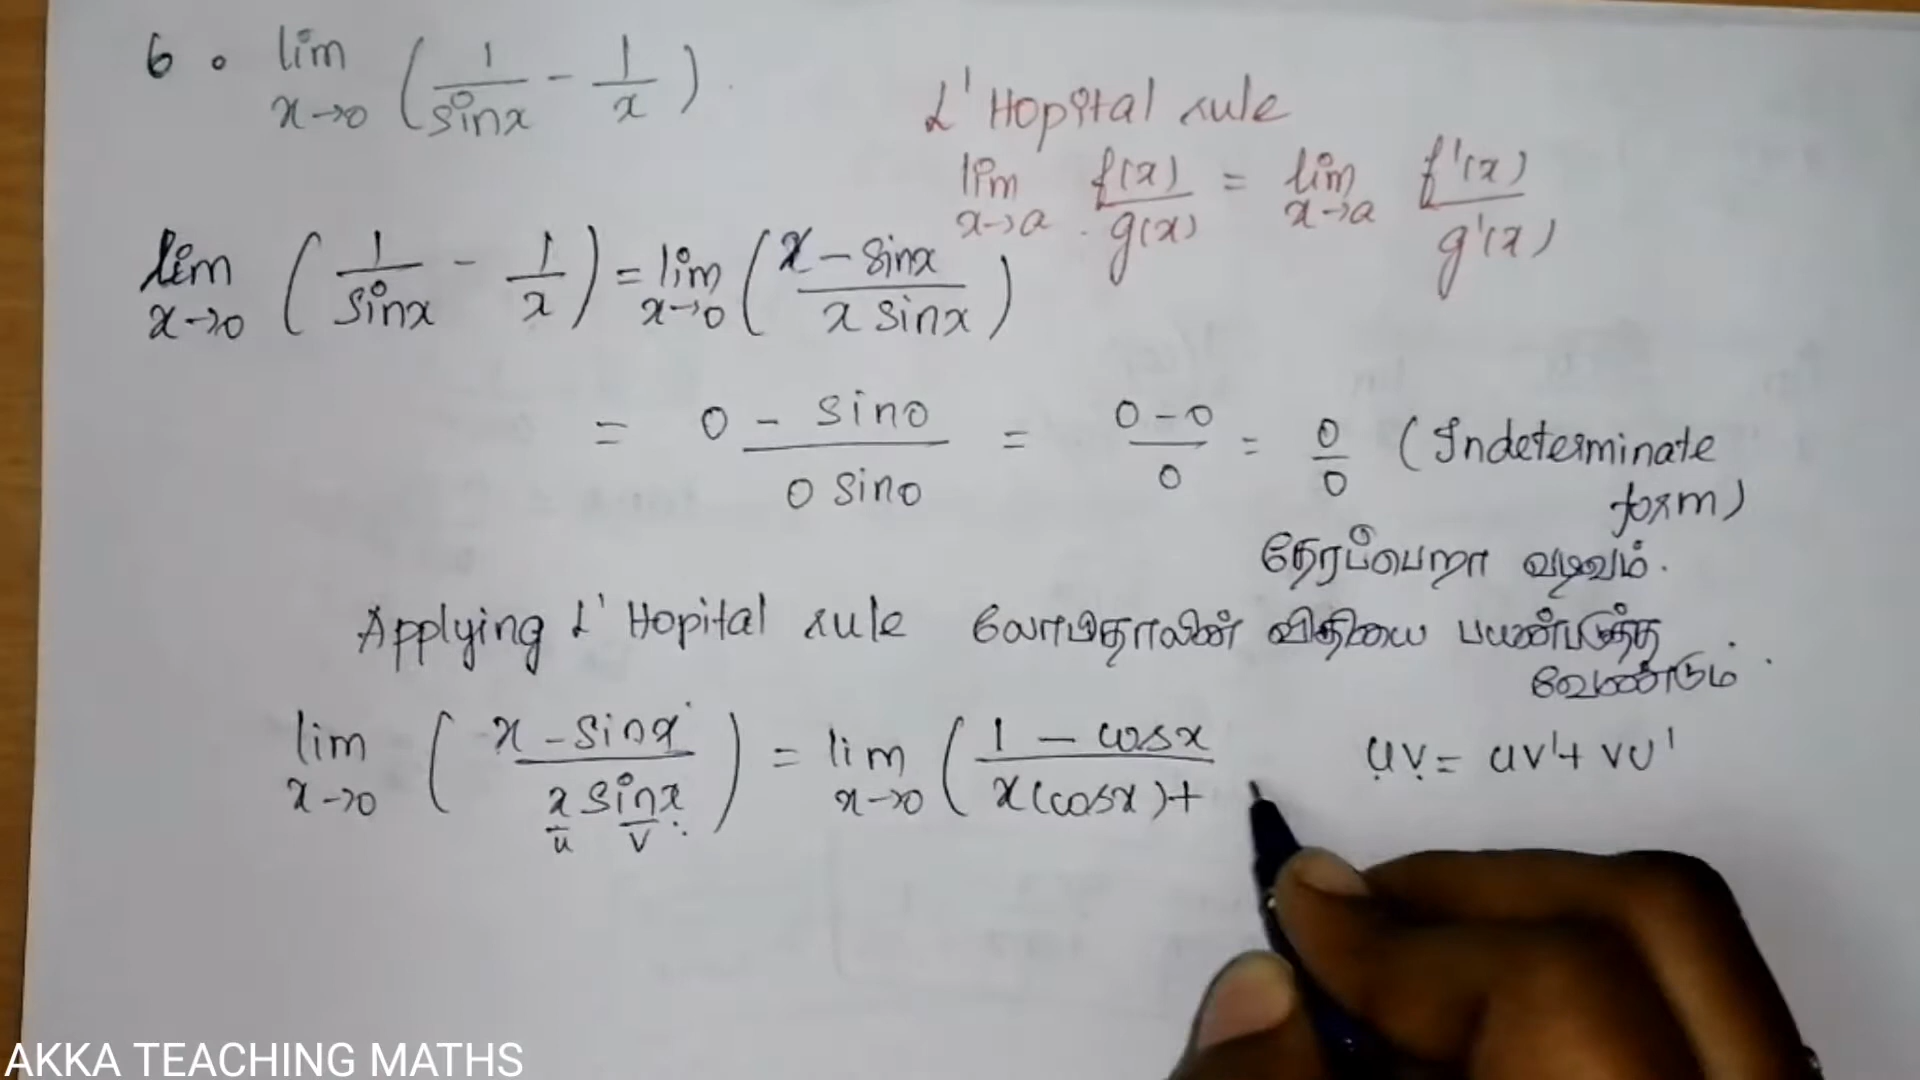 6. lim x→0 (1/sinx - 1/x).
L' Hopital rule
lim x→a f(x)/g(x) = lim x→a f'(x)/g'(x)
lim x→0 (1/sinx - 1/x) = lim x→0 (x - sinx / x sinx)
= 0 - sin0 / 0 sin0 = 0-0 / 0 = 0/0 (Indeterminate
form)
தேரப்பெறா வடிவம்.
Applying L' Hopital rule லோபிதாலின் விதியை பயன்படுத்த
வேண்டும்.
lim x→0 (x - sinx / x sinx) = lim x→0 (1 - cosx / x(cosx)+
u v
uv = uv'+ vu'
AKKA TEACHING MATHS